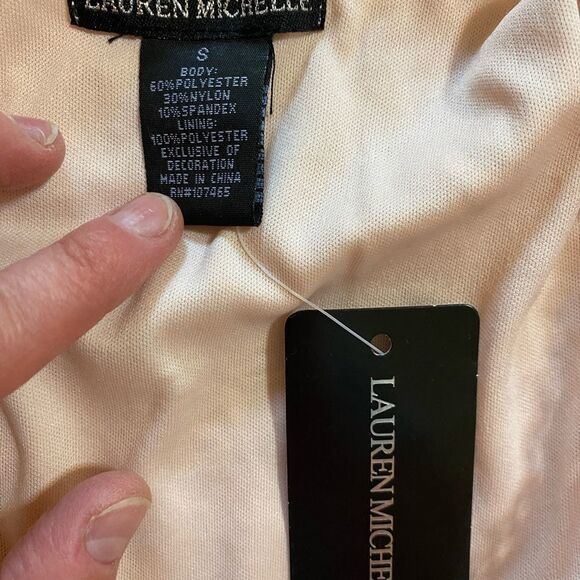 LAUREN MICHELLE
S
BODY:
60%POLYESTER
30%NYLON
10%SPANDEX
LINING:
100%POLYESTER
EXCLUSIVE OF
DECORATION
MADE IN CHINA
RN#107465
LAUREN MICHE